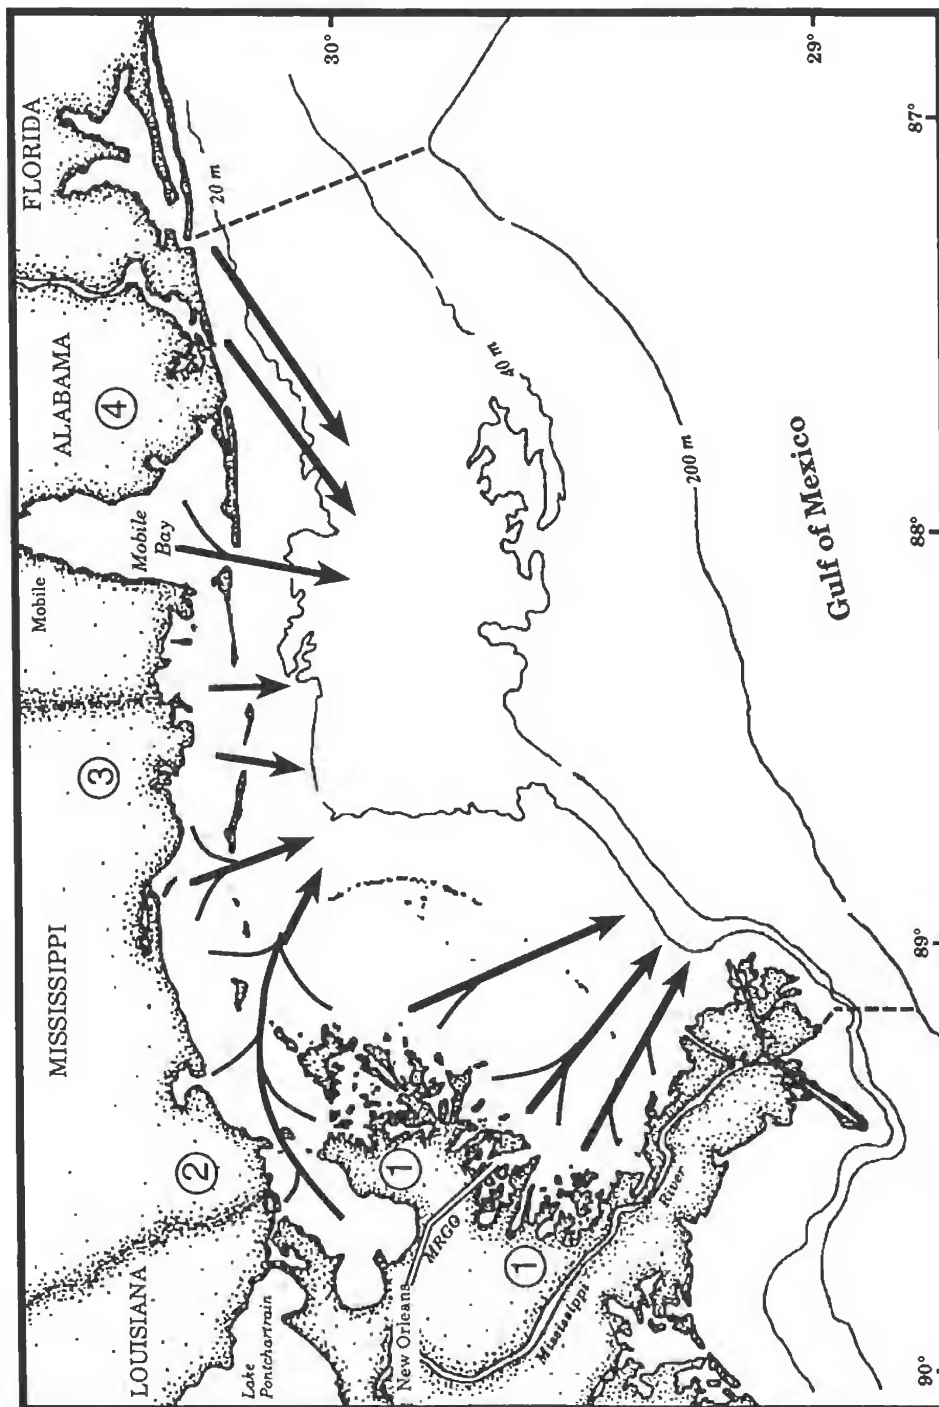 LOUISIANA
MISSISSIPPI
ALABAMA
FLORIDA
②
③
④
Mobile
Mobile
Bay
Lake
Pontchartrain
New Orleans
MRGO
①
①
Mississippi
River
20 m
40 m
200 m
Gulf of Mexico
30°
29°
90°
89°
88°
87°